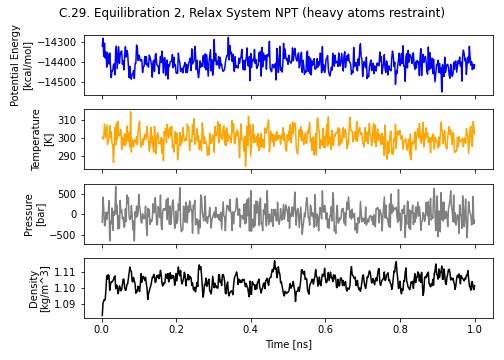 C.29. Equilibration 2, Relax System NPT (heavy atoms restraint)
Potential Energy
[kcal/mol]
−14300
−14400
−14500
Temperature
[K]
310
300
290
Pressure
[bar]
500
0
−500
Density
[kg/m^3]
1.11
1.10
1.09
0.0 0.2 0.4 0.6 0.8 1.0
Time [ns]